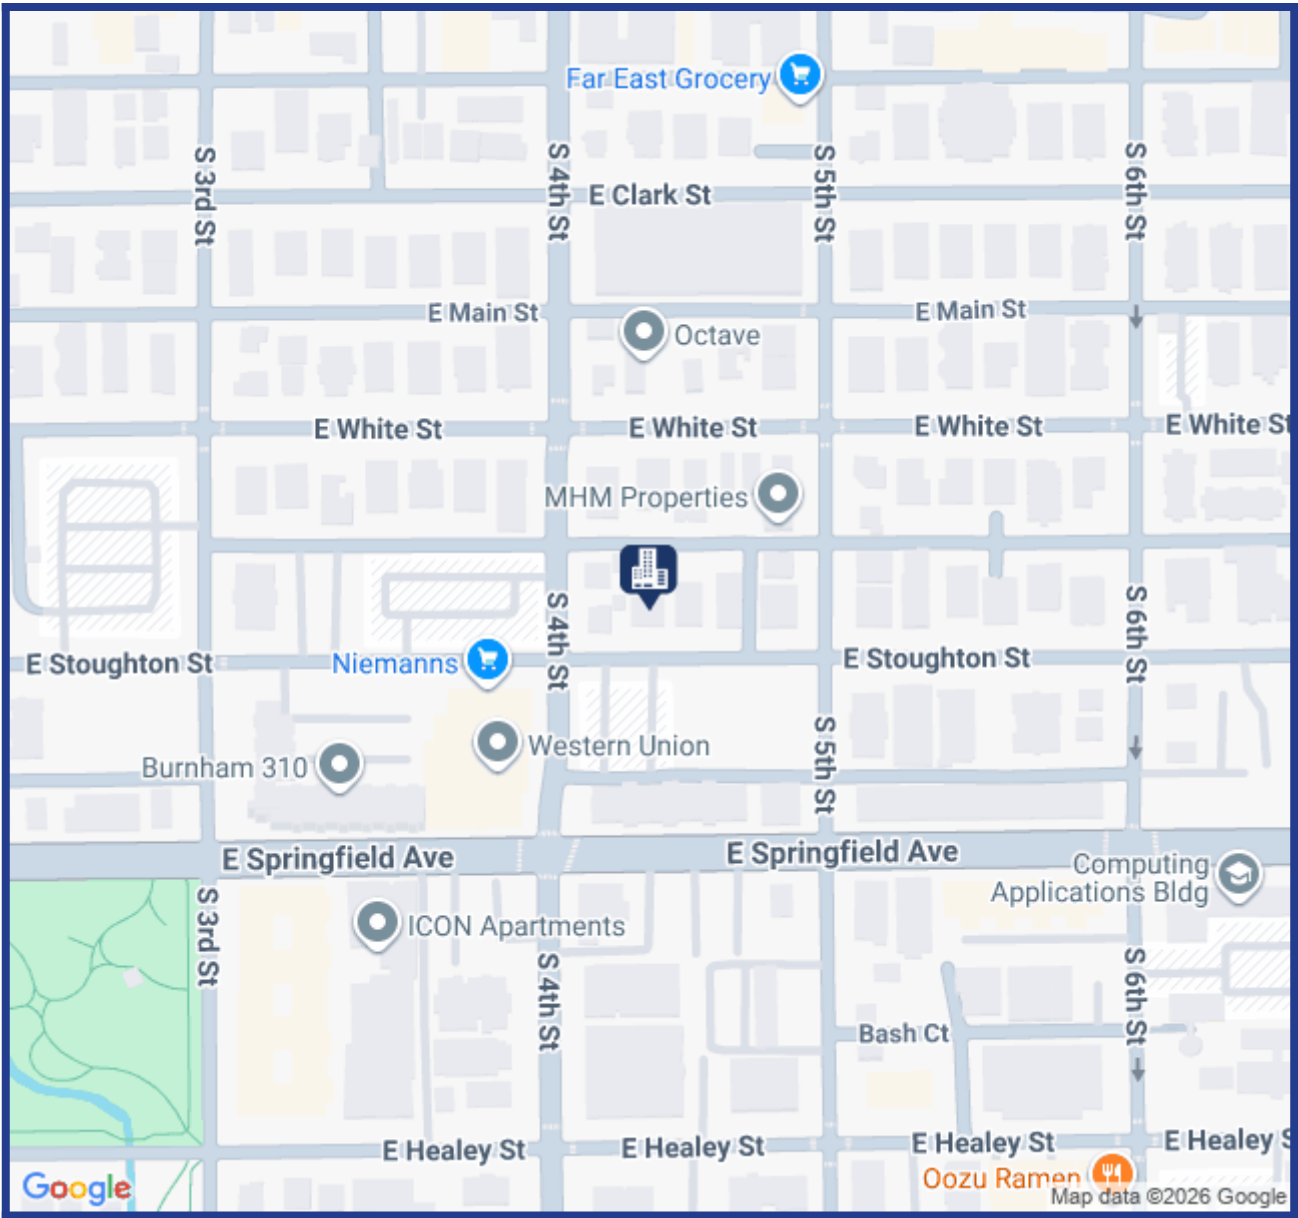 Far East Grocery
S 3rd St
S 4th St
S 5th St
S 6th St
E Clark St
E Main St
E Main St
Octave
E White St
E White St
E White St
E White St
MHM Properties
S 4th St
S 6th St
E Stoughton St
Niemanns
E Stoughton St
S 5th St
Western Union
Burnham 310
E Springfield Ave
E Springfield Ave
Computing
Applications Bldg
S 3rd St
ICON Apartments
S 4th St
S 6th St
Bash Ct
E Healey St
E Healey St
E Healey St
E Healey S
Oozu Ramen
Google
Map data ©2026 Google